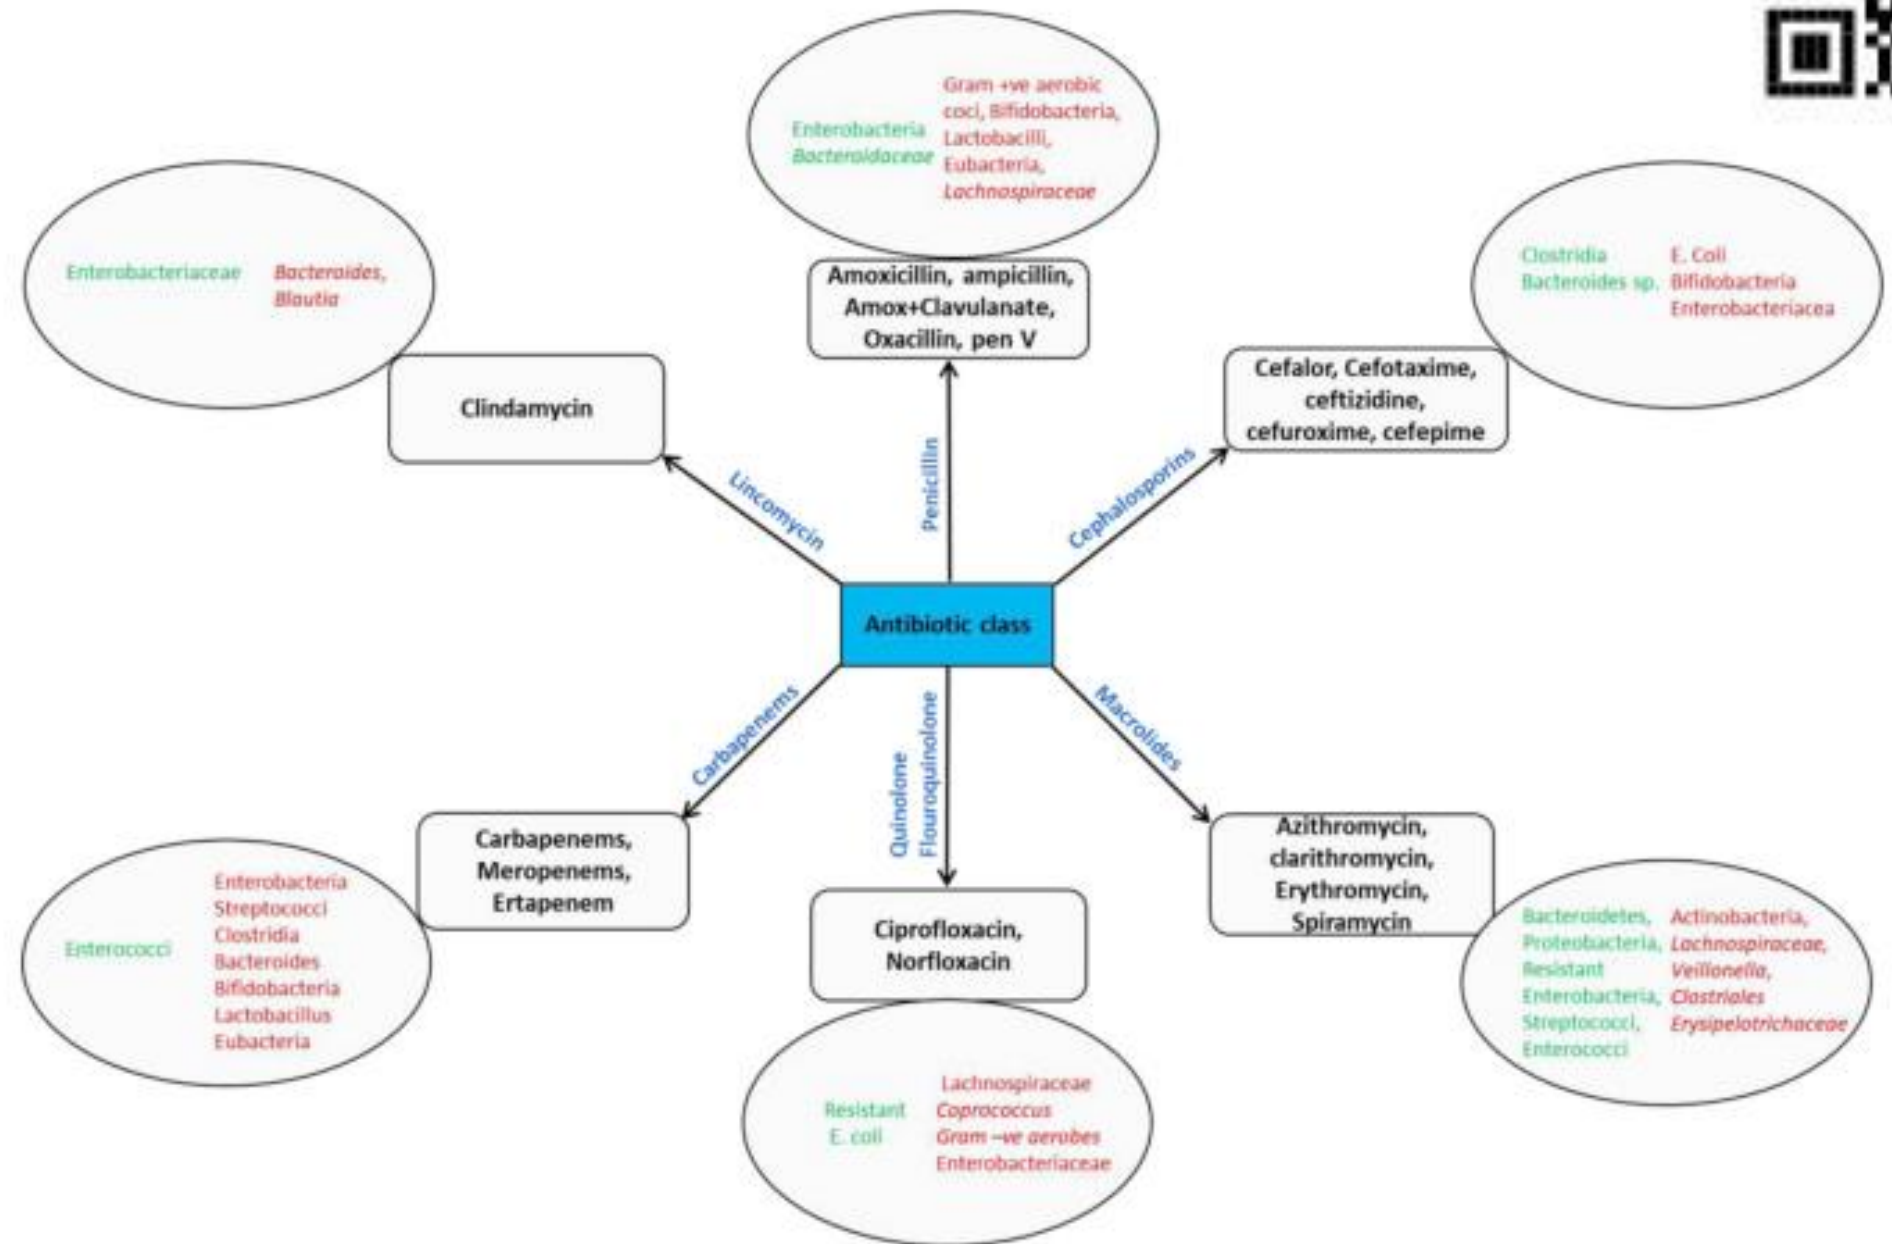 Gram +ve aerobic
coci, Bifidobacteria,
Lactobacilli,
Eubacteria,
Lachnospiraceae
Enterobacteria
Bacteroidaceae
Amoxicillin, ampicillin,
Amox+Clavulanate,
Oxacillin, pen V
Enterobacteriaceae
Bacteroides,
Blautia
Clindamycin
Clostridia
Bacteroides sp.
E. Coli
Bifidobacteria
Enterobacteriacea
Cefalor, Cefotaxime,
ceftizidine,
cefuroxime, cefepime
Lincomycin
Penicillin
Cephalosporins
Antibiotic class
Carbapenems
Quinolone
Flouroquinolone
Macrolides
Carbapenems,
Meropenems,
Ertapenem
Enterococci
Enterobacteria
Streptococci
Clostridia
Bacteroides
Bifidobacteria
Lactobacillus
Eubacteria
Ciprofloxacin,
Norfloxacin
Resistant
E. coli
Lachnospiraceae
Coprococcus
Gram –ve aerobes
Enterobacteriaceae
Azithromycin,
clarithromycin,
Erythromycin,
Spiramycin
Bacteroidetes,
Proteobacteria,
Resistant
Enterobacteria,
Streptococci,
Enterococci
Actinobacteria,
Lachnospiraceae,
Veillonella,
Clostriales
Erysipelotrichaceae